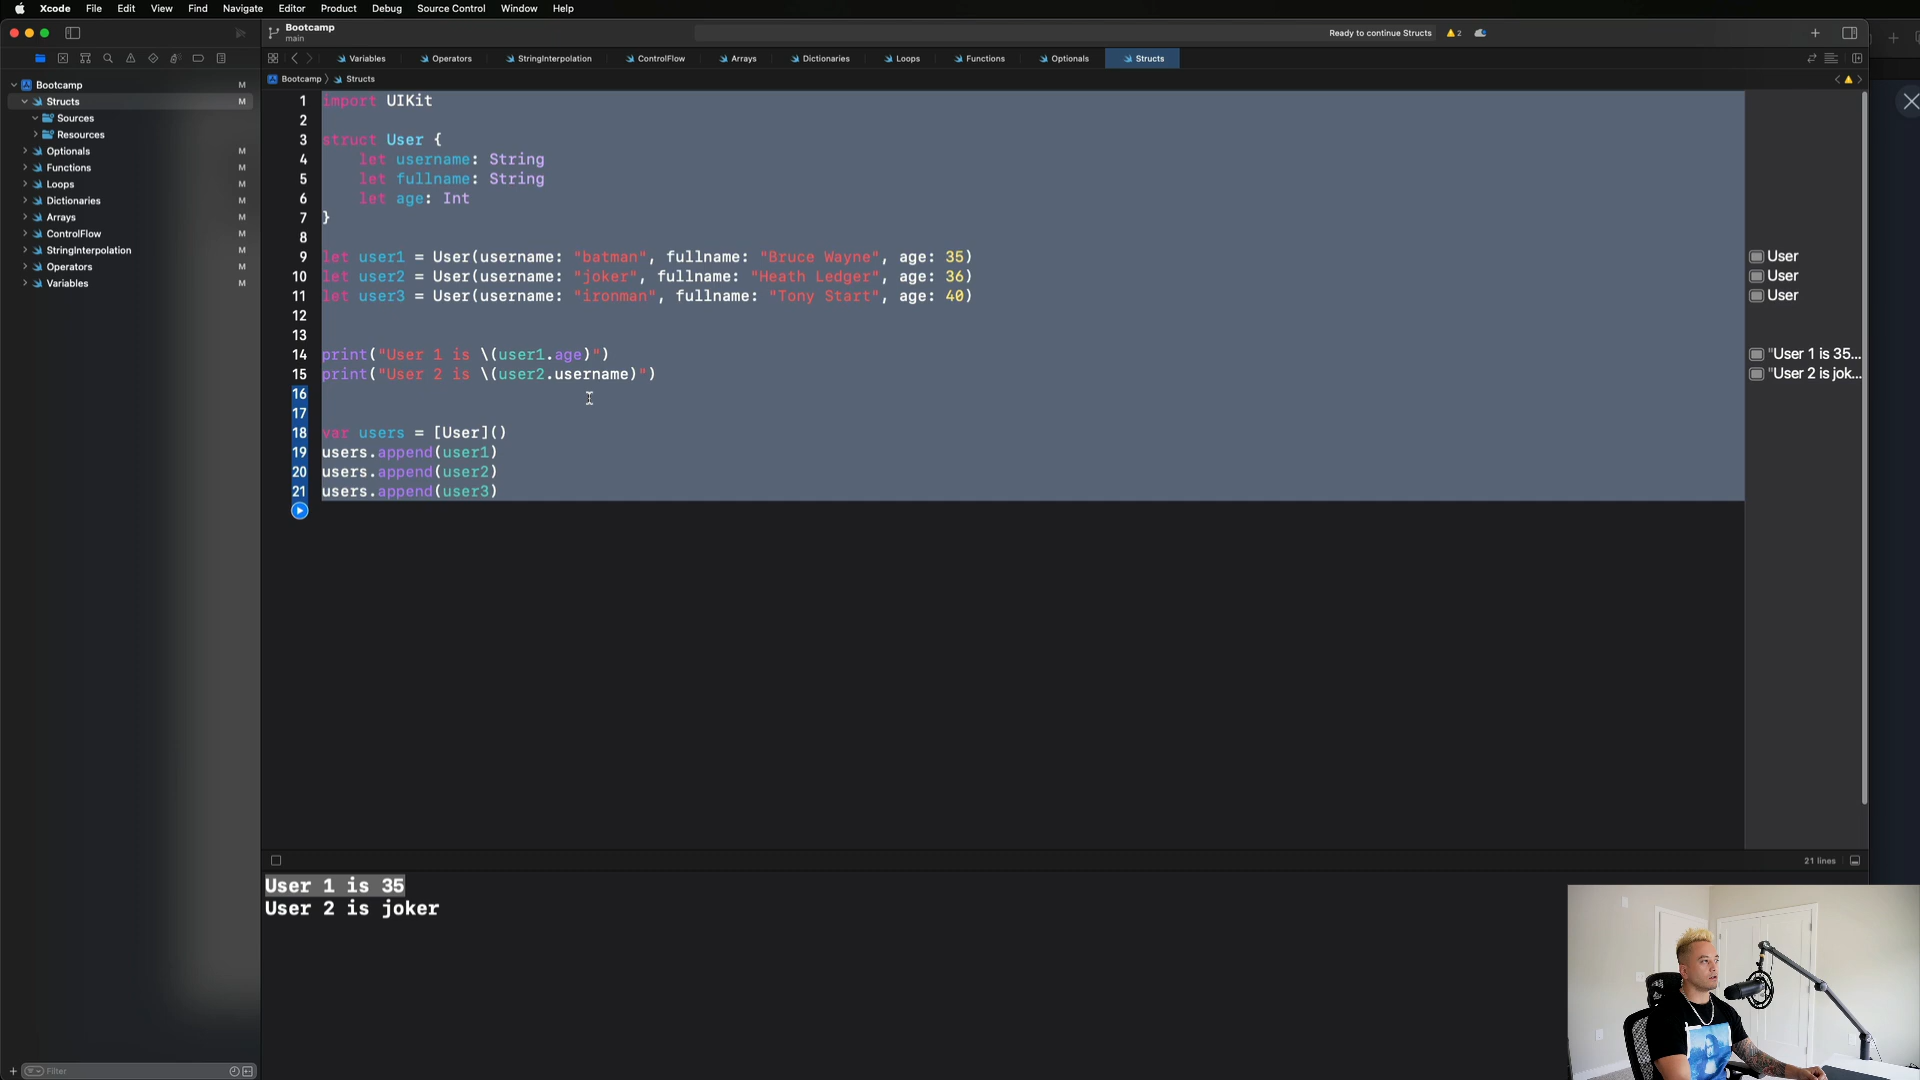 Xcode File Edit View Find Navigate Editor Product Debug Source Control Window Help
Bootcamp
main
Ready to continue Structs 2
Variables Operators StringInterpolation ControlFlow Arrays Dictionaries Loops Functions Optionals Structs
Bootcamp Structs
Bootcamp M
Structs M
Sources
Resources
Optionals M
Functions M
Loops M
Dictionaries M
Arrays M
ControlFlow M
StringInterpolation M
Operators M
Variables M
1 import UIKit
2
3 struct User {
4 let username: String
5 let fullname: String
6 let age: Int
7 }
8
9 let user1 = User(username: "batman", fullname: "Bruce Wayne", age: 35)
10 let user2 = User(username: "joker", fullname: "Heath Ledger", age: 36)
11 let user3 = User(username: "ironman", fullname: "Tony Start", age: 40)
12
13
14 print("User 1 is \(user1.age)")
15 print("User 2 is \(user2.username)")
16
17
18 var users = [User]()
19 users.append(user1)
20 users.append(user2)
21 users.append(user3)
User
User
User
"User 1 is 35...
"User 2 is jok...
21 lines
User 1 is 35
User 2 is joker
Filter